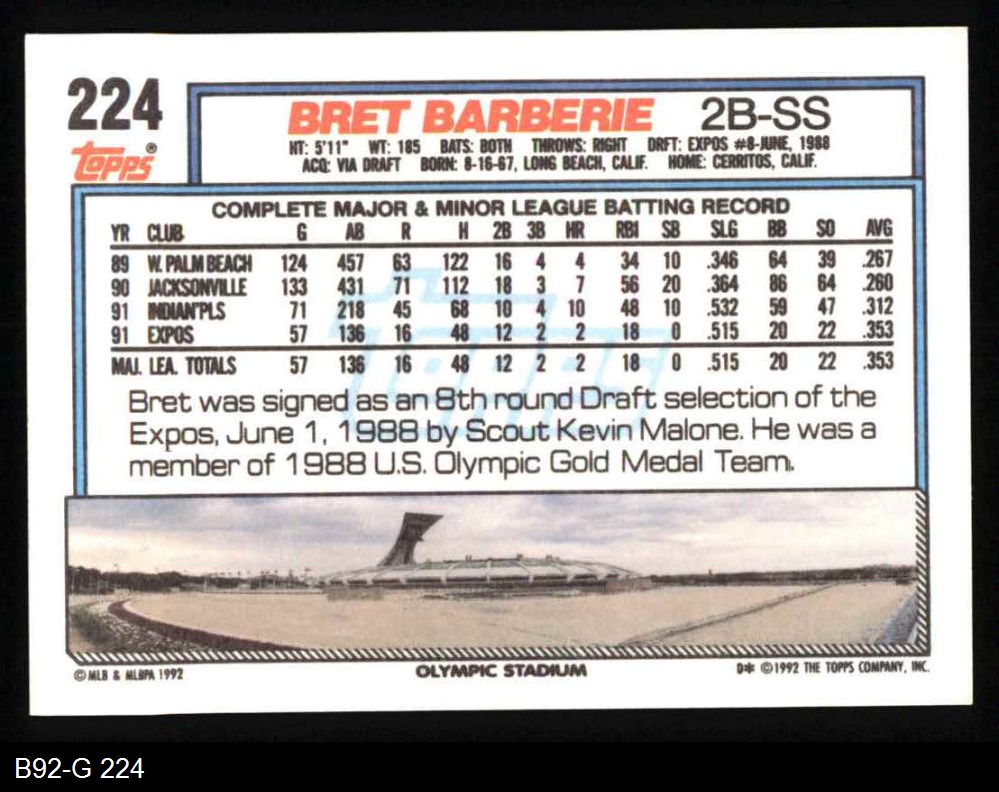 224
TOPPS®
BRET BARBERIE 2B-SS
HT: 5'11" WT: 185 BATS: BOTH THROWS: RIGHT DRFT: EXPOS #8-JUNE, 1988
ACQ: VIA DRAFT BORN: 8-16-67, LONG BEACH, CALIF. HOME: CERRITOS, CALIF.
COMPLETE MAJOR & MINOR LEAGUE BATTING RECORD
YR CLUB G AB R H 2B 3B HR RBI SB SLG BB SO AVG
89 W. PALM BEACH 124 457 63 122 16 4 4 34 10 .346 64 39 .267
90 JACKSONVILLE 133 431 71 112 18 3 7 56 20 .364 86 64 .260
91 INDIAN'PLS 71 218 45 68 10 4 10 48 10 .532 59 47 .312
91 EXPOS 57 136 16 48 12 2 2 18 0 .515 20 22 .353
MAJ. LEA. TOTALS 57 136 16 48 12 2 2 18 0 .515 20 22 .353
Bret was signed as an 8th round Draft selection of the
Expos, June 1, 1988 by Scout Kevin Malone. He was a
member of 1988 U.S. Olympic Gold Medal Team.
© MLB & MLBPA 1992 OLYMPIC STADIUM D* ©1992 THE TOPPS COMPANY, INC.
B92-G 224